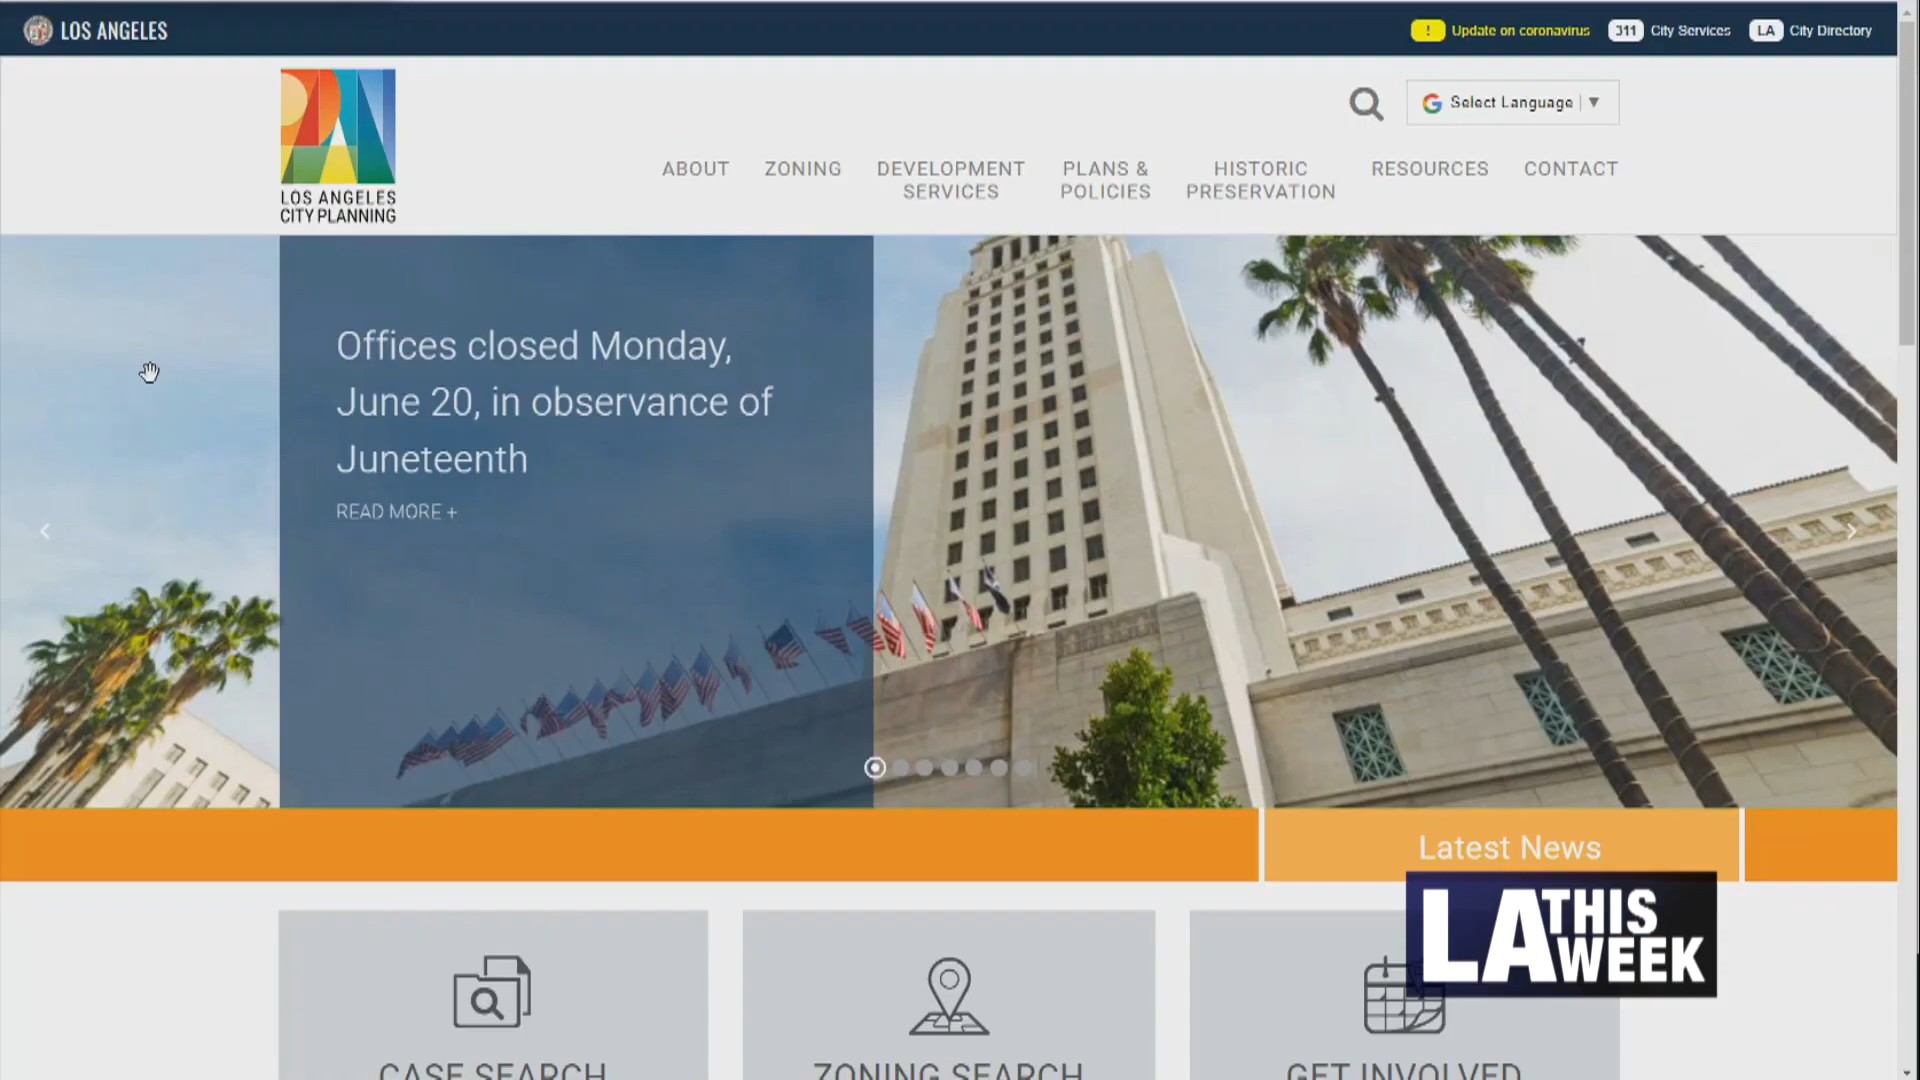 LOS ANGELES
! Update on coronavirus
311 City Services
LA City Directory
LOS ANGELES
CITY PLANNING
Select Language ▼
ABOUT
ZONING
DEVELOPMENT
SERVICES
PLANS &
POLICIES
HISTORIC
PRESERVATION
RESOURCES
CONTACT
Offices closed Monday,
June 20, in observance of
Juneteenth
READ MORE +
Latest News
LA THIS
WEEK
CASE SEARCH
ZONING SEARCH
GET INVOLVED